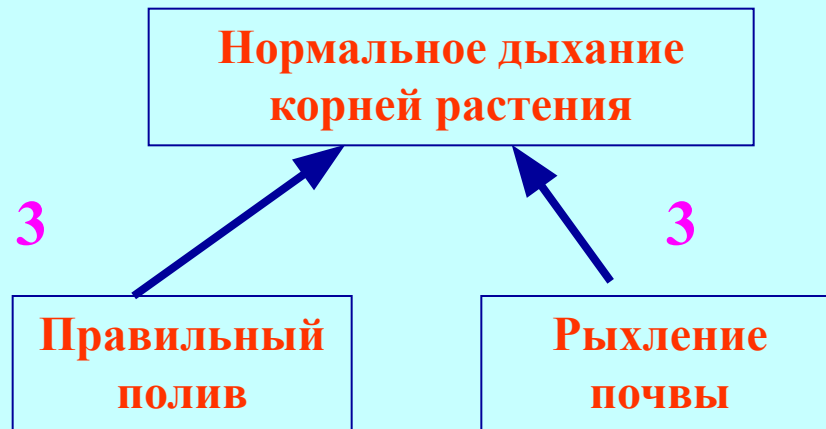 Нормальное дыхание
корней растения
3
3
Правильный
полив
Рыхление
почвы